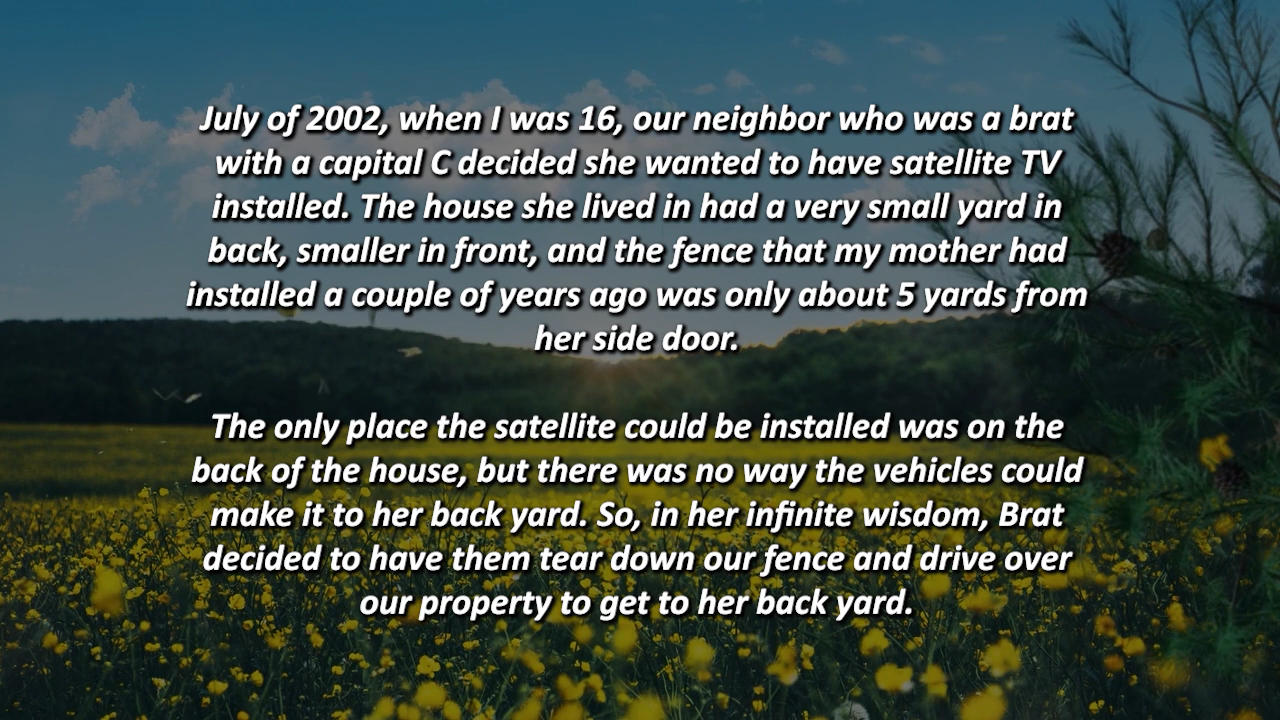 July of 2002, when I was 16, our neighbor who was a brat
with a capital C decided she wanted to have satellite TV
installed. The house she lived in had a very small yard in
back, smaller in front, and the fence that my mother had
installed a couple of years ago was only about 5 yards from
her side door.
The only place the satellite could be installed was on the
back of the house, but there was no way the vehicles could
make it to her back yard. So, in her infinite wisdom, Brat
decided to have them tear down our fence and drive over
our property to get to her back yard.